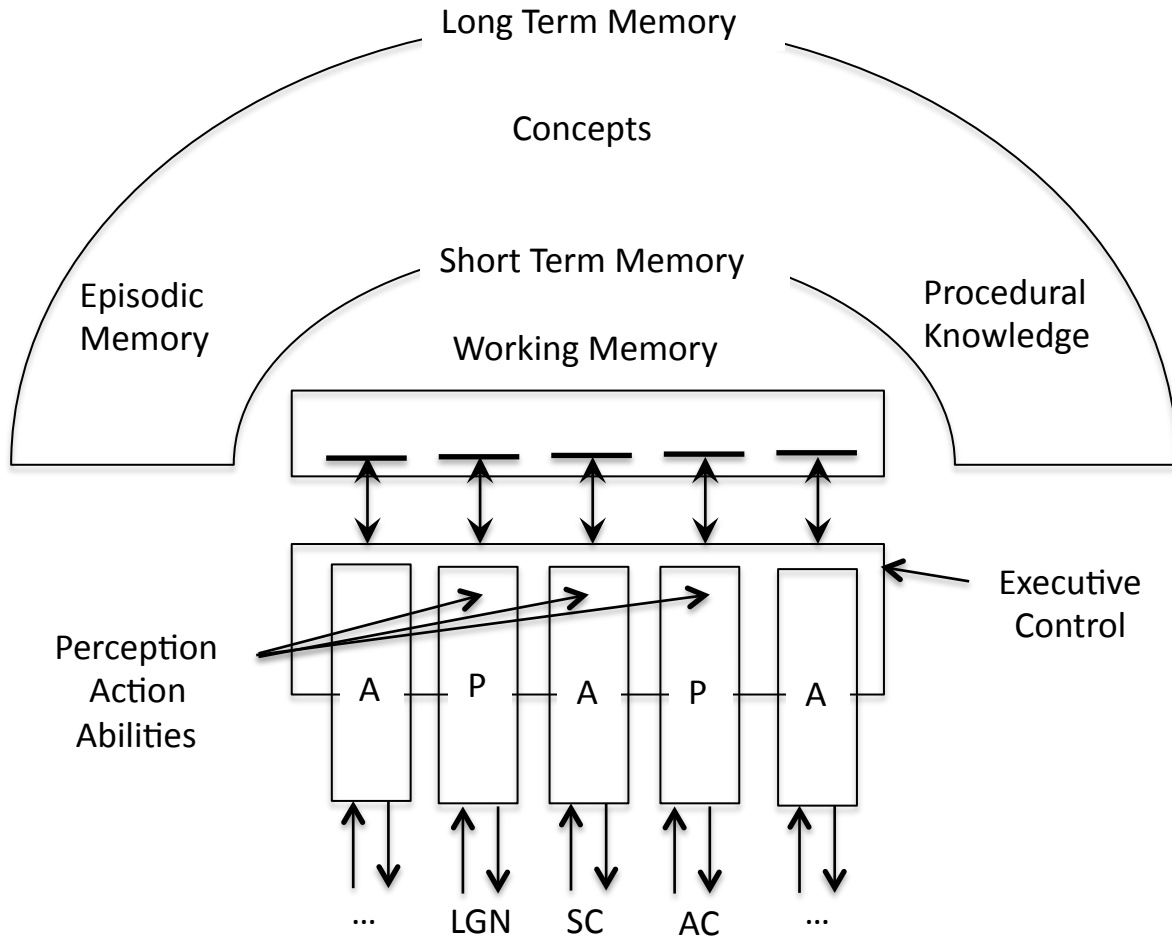 Long Term Memory
Concepts
Short Term Memory
Episodic
Memory
Procedural
Knowledge
Working Memory
Executive
Control
Perception
Action
Abilities
A
P
A
P
A
...
LGN
SC
AC
...